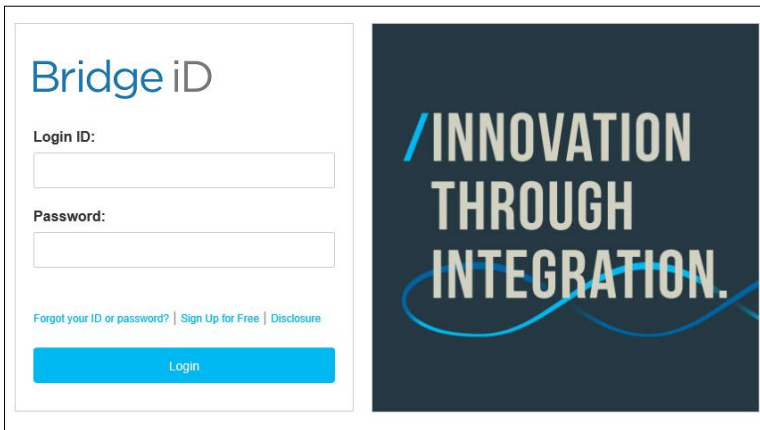 Bridge iD
Login ID:
Password:
Forgot your ID or password? | Sign Up for Free | Disclosure
Login
/INNOVATION
THROUGH
INTEGRATION.